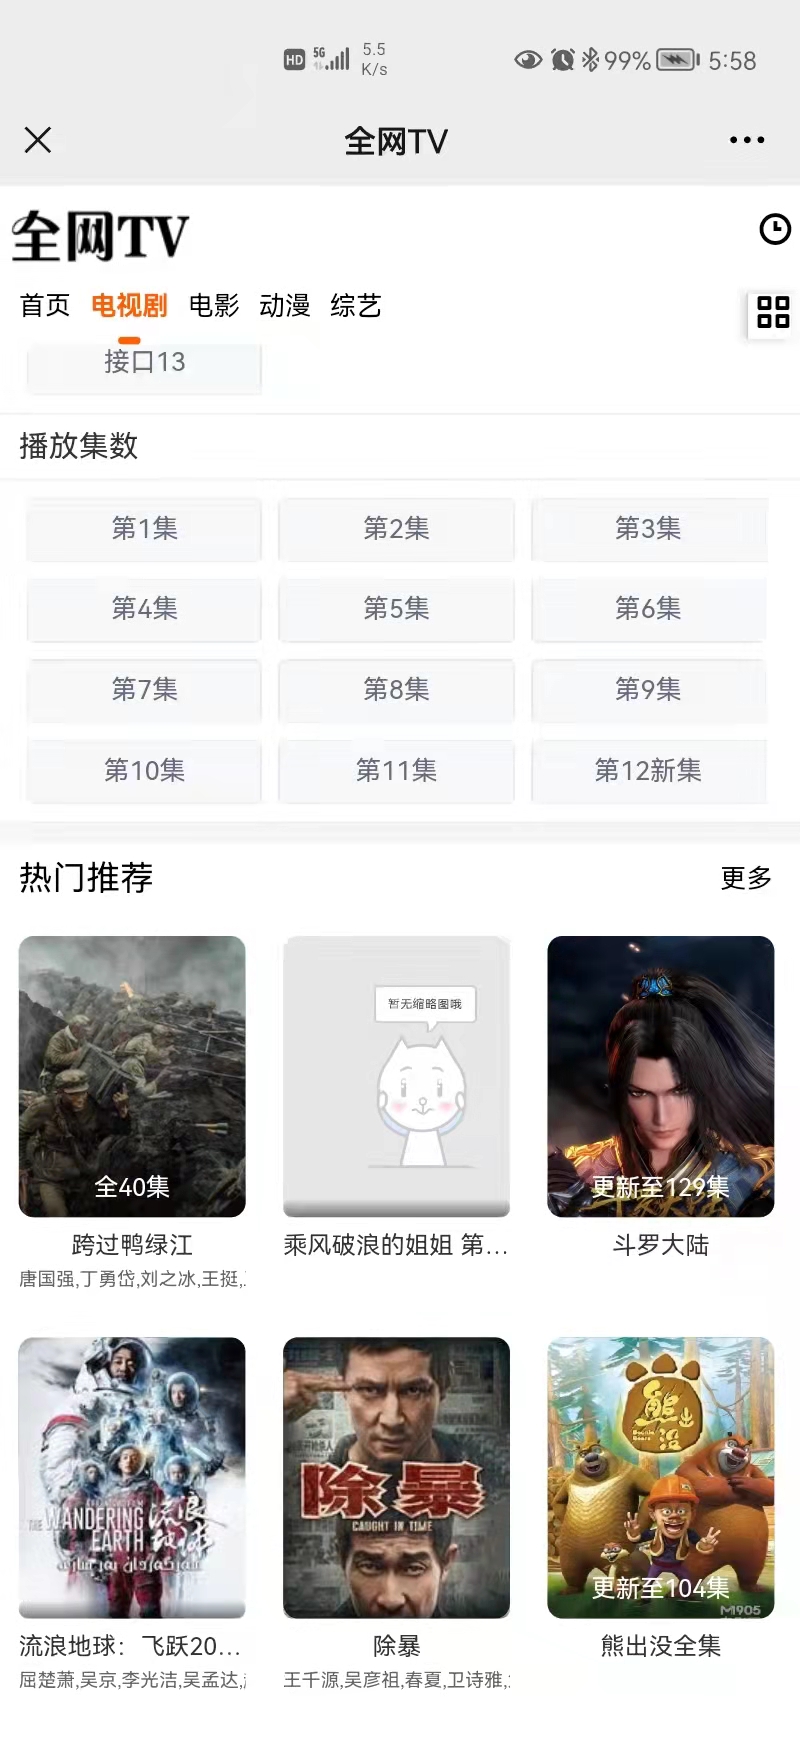 HD 5G 5.5 K/s 99% 5:58
全网TV
全网TV
首页 电视剧 电影 动漫 综艺
接口13
播放集数
第1集 第2集 第3集
第4集 第5集 第6集
第7集 第8集 第9集
第10集 第11集 第12新集
热门推荐 更多
暂无缩略图哦
全40集 更新至129集
跨过鸭绿江 乘风破浪的姐姐 第... 斗罗大陆
唐国强,丁勇岱,刘之冰,王挺,
熊出没
THE WANDERING EARTH 流浪地球
除暴
CAUGHT IN TIME
更新至104集
M1905
流浪地球：飞跃20... 除暴 熊出没全集
屈楚萧,吴京,李光洁,吴孟达, 王千源,吴彦祖,春夏,卫诗雅,